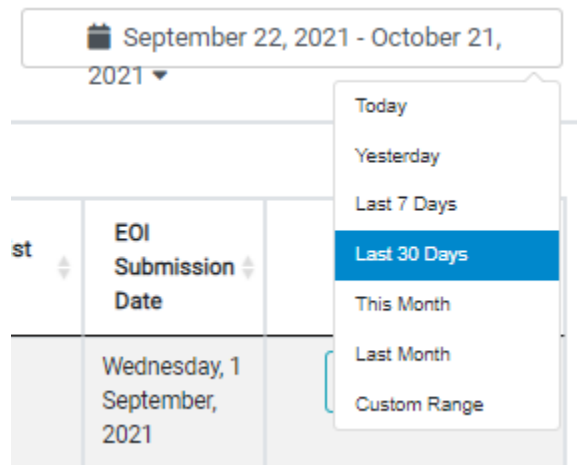 September 22, 2021 - October 21,
2021
Today
Yesterday
Last 7 Days
Last 30 Days
This Month
Last Month
Custom Range
st
EOI
Submission
Date
Wednesday, 1
September,
2021